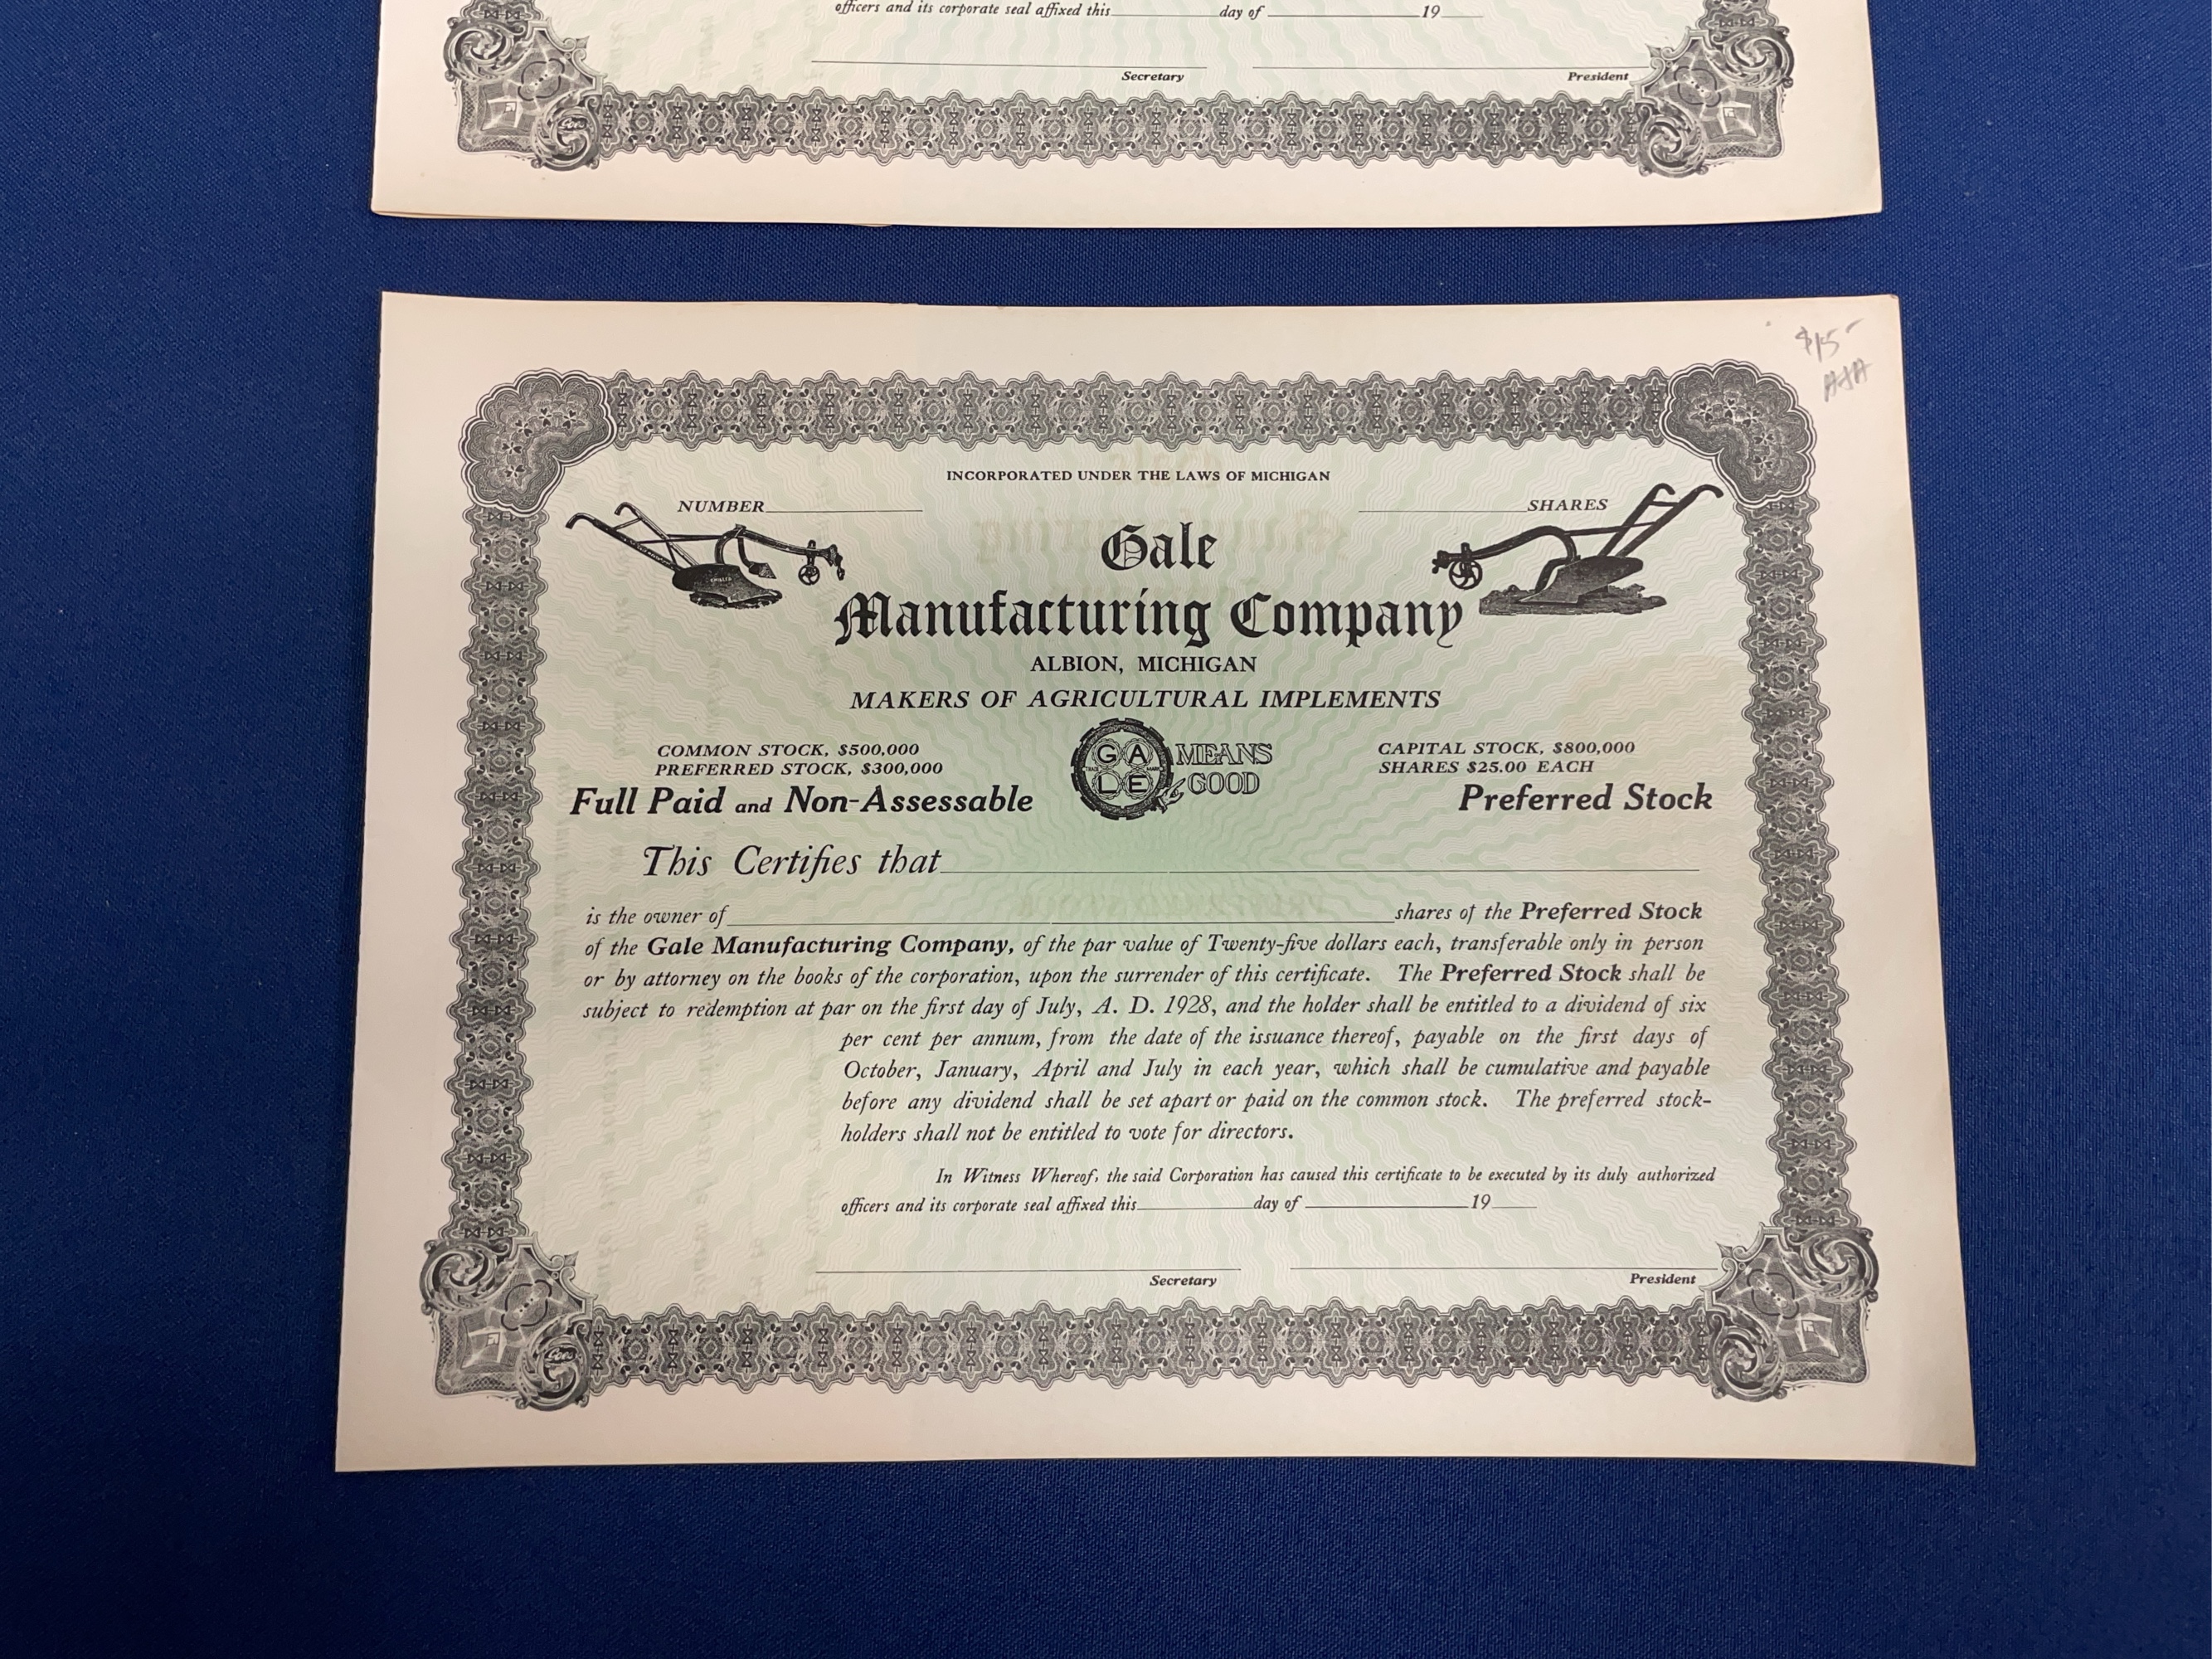 officers and its corporate seal affixed this day of 19
Secretary President
$15-
INCORPORATED UNDER THE LAWS OF MICHIGAN
NUMBER SHARES
Gale
Manufacturing Company
ALBION, MICHIGAN
MAKERS OF AGRICULTURAL IMPLEMENTS
COMMON STOCK, $500,000
PREFERRED STOCK, $300,000
Full Paid and Non-Assessable
GALE MEANS
GOOD
CAPITAL STOCK, $800,000
SHARES $25.00 EACH
Preferred Stock
This Certifies that
is the owner of shares of the Preferred Stock
of the Gale Manufacturing Company, of the par value of Twenty-five dollars each, transferable only in person
or by attorney on the books of the corporation, upon the surrender of this certificate. The Preferred Stock shall be
subject to redemption at par on the first day of July, A. D. 1928, and the holder shall be entitled to a dividend of six
per cent per annum, from the date of the issuance thereof, payable on the first days of
October, January, April and July in each year, which shall be cumulative and payable
before any dividend shall be set apart or paid on the common stock. The preferred stock-
holders shall not be entitled to vote for directors.
In Witness Whereof, the said Corporation has caused this certificate to be executed by its duly authorized
officers and its corporate seal affixed this day of 19
Secretary President